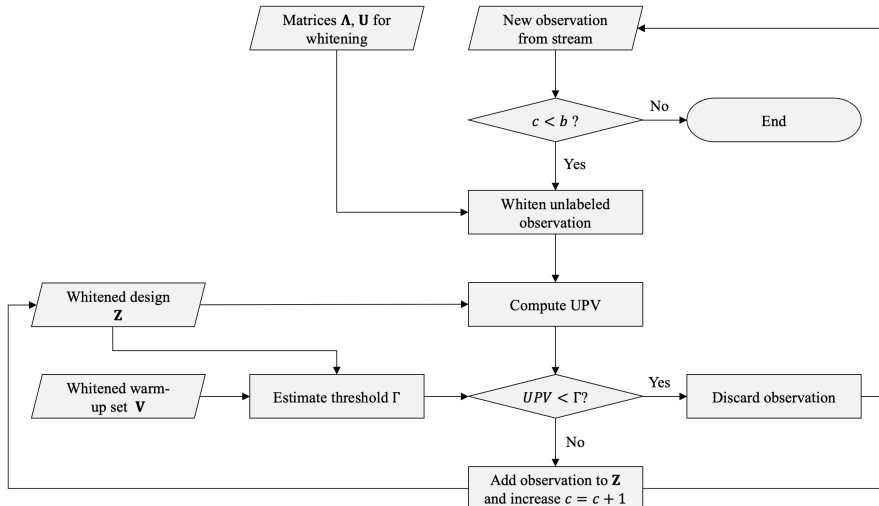 Matrices Λ, U for
whitening
New observation
from stream
c < b ?
No
End
Yes
Whiten unlabeled
observation
Whitened design
Z
Compute UPV
Whitened warm-
up set V
Estimate threshold Γ
UPV < Γ?
Yes
Discard observation
No
Add observation to Z
and increase c = c + 1